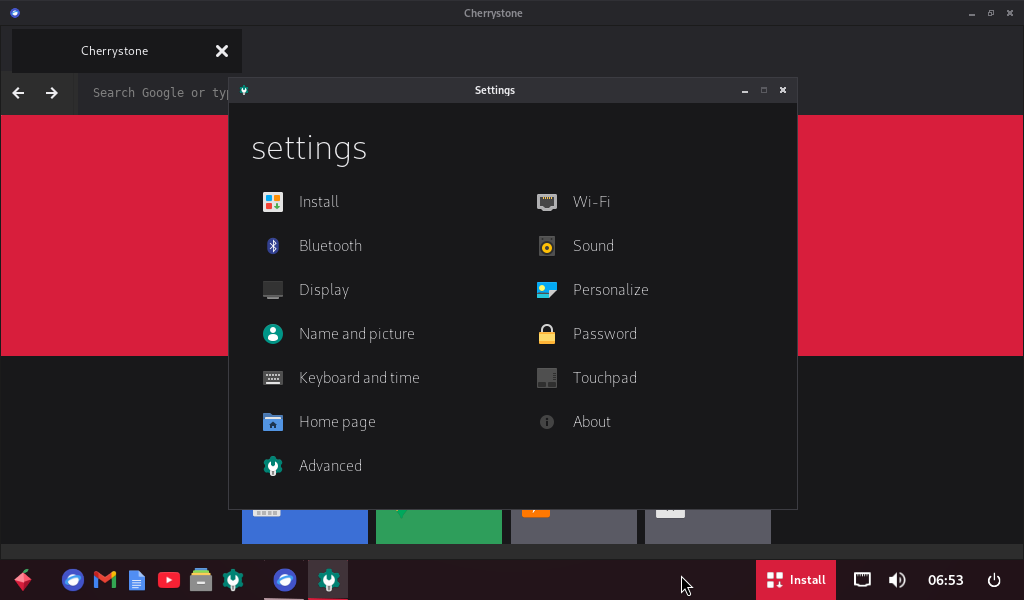 Cherrystone
Cherrystone
Search Google or
Settings
settings
Install
Wi-Fi
Bluetooth
Sound
Display
Personalize
Name and picture
Password
Keyboard and time
Touchpad
Home page
About
Advanced
Install
06:53